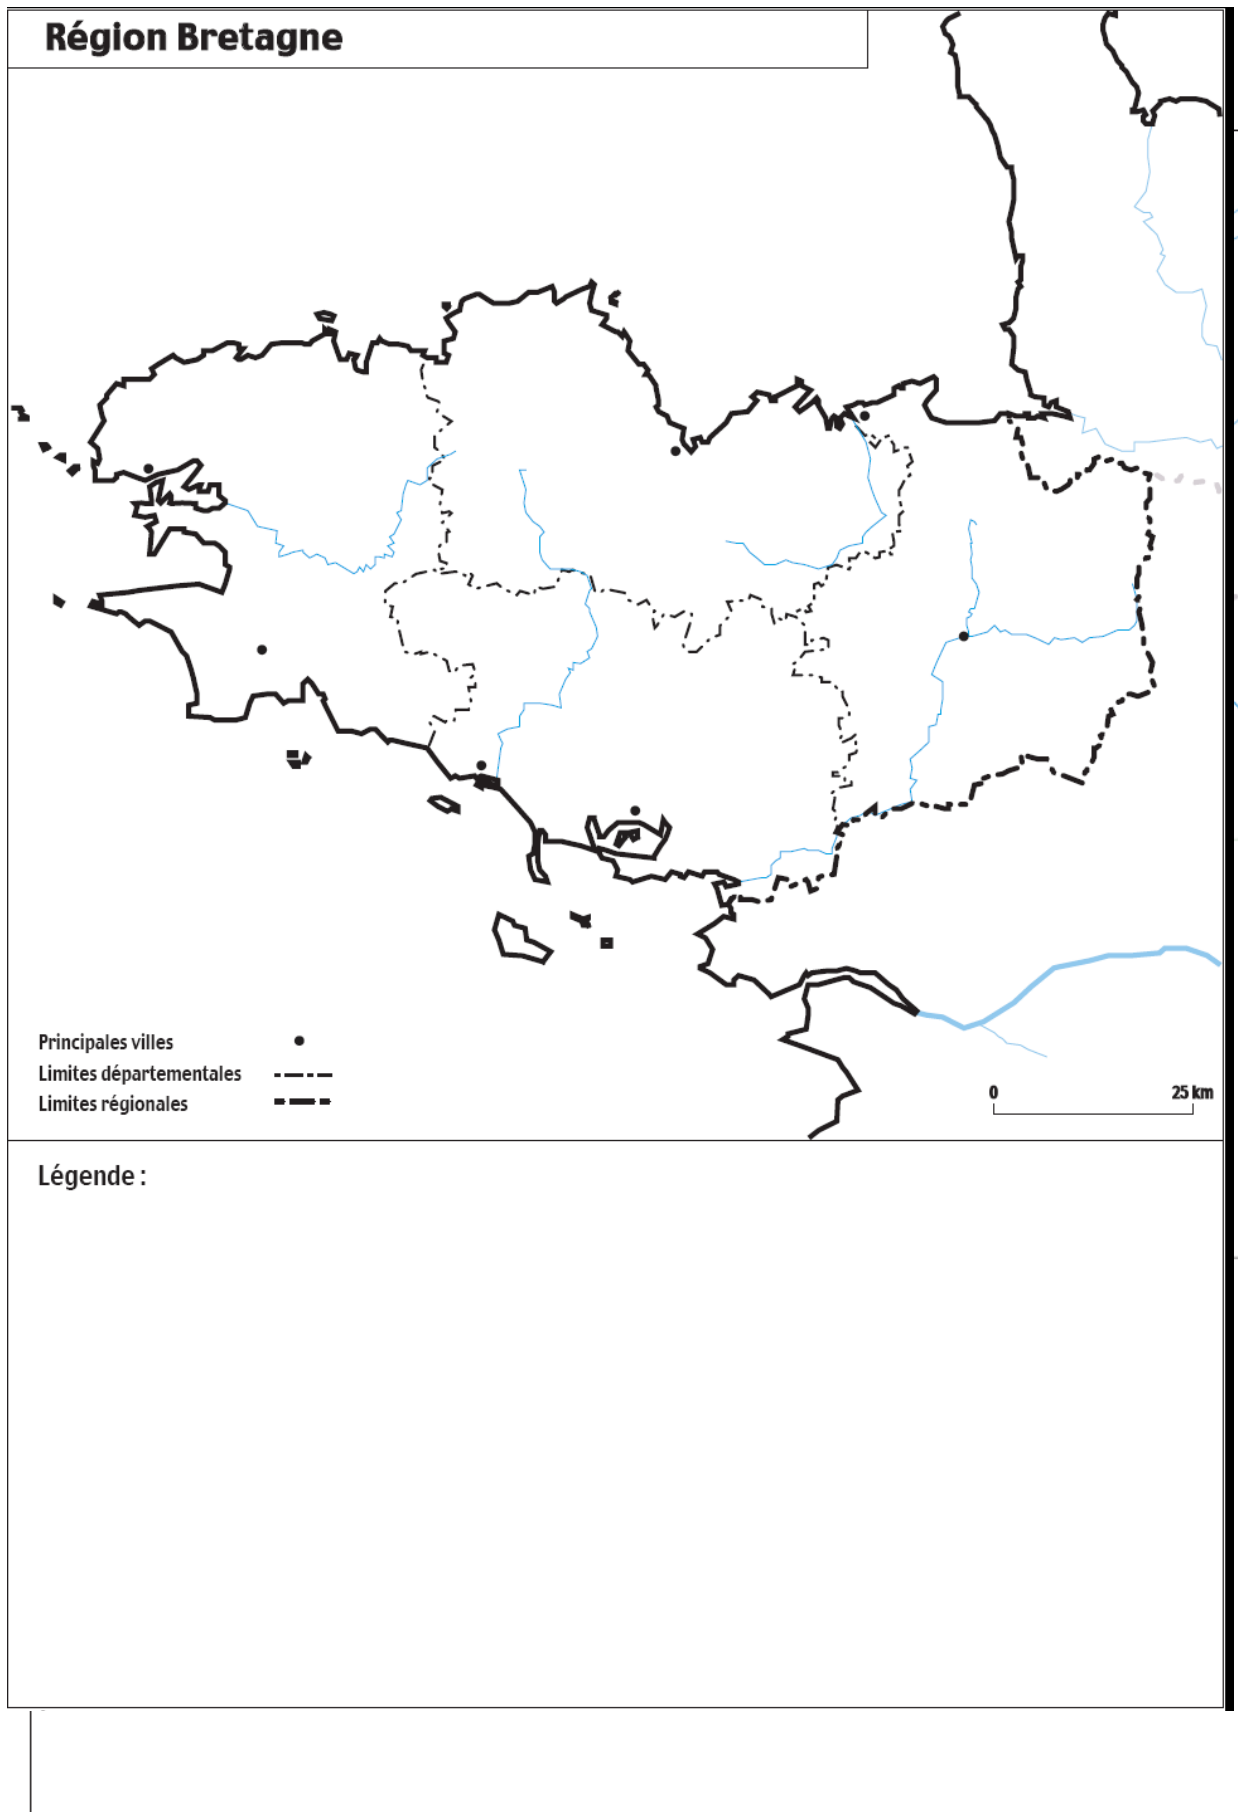 Région Bretagne
Principales villes
Limites départementales
Limites régionales
0 25 km
Légende :